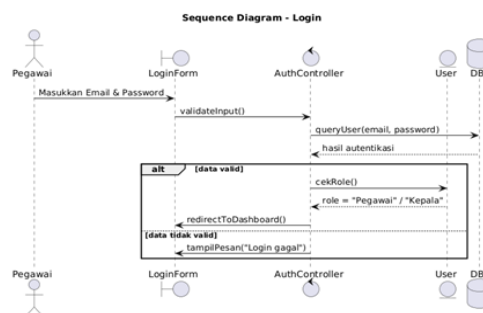 Sequence Diagram - Login
Pegawai LoginForm AuthController User DB
Masukkan Email & Password
validateInput()
queryUser(email, password)
hasil autentikasi
alt [data valid]
cekRole()
role = "Pegawai" / "Kepala"
redirectToDashboard()
[data tidak valid]
tampilPesan("Login gagal")
Pegawai LoginForm AuthController User DB